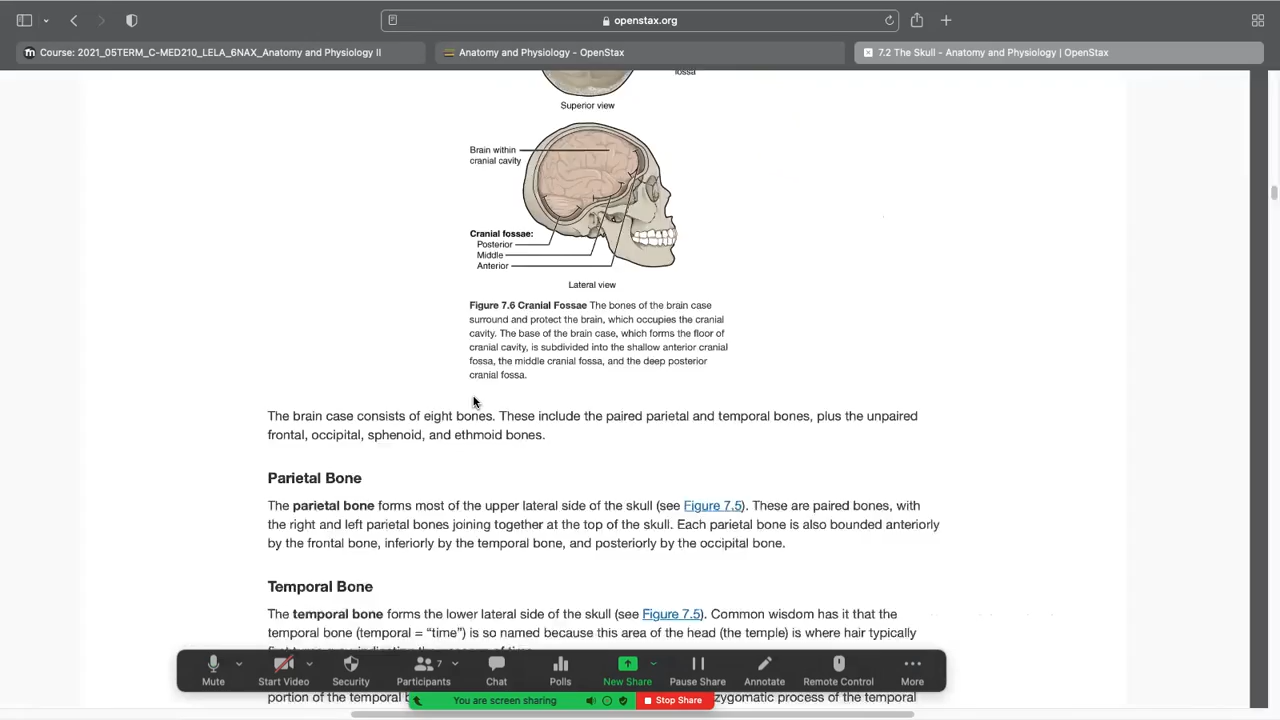 openstax.org
Course: 2021_05TERM_C-MED210_LELA_6NAX_Anatomy and Physiology II
Anatomy and Physiology - OpenStax
7.2 The Skull - Anatomy and Physiology | OpenStax
fossa
Superior view
Brain within
cranial cavity
Cranial fossae:
Posterior
Middle
Anterior
Lateral view
Figure 7.6 Cranial Fossae The bones of the brain case
surround and protect the brain, which occupies the cranial
cavity. The base of the brain case, which forms the floor of
cranial cavity, is subdivided into the shallow anterior cranial
fossa, the middle cranial fossa, and the deep posterior
cranial fossa.
The brain case consists of eight bones. These include the paired parietal and temporal bones, plus the unpaired
frontal, occipital, sphenoid, and ethmoid bones.
Parietal Bone
The parietal bone forms most of the upper lateral side of the skull (see Figure 7.5). These are paired bones, with
the right and left parietal bones joining together at the top of the skull. Each parietal bone is also bounded anteriorly
by the frontal bone, inferiorly by the temporal bone, and posteriorly by the occipital bone.
Temporal Bone
The temporal bone forms the lower lateral side of the skull (see Figure 7.5). Common wisdom has it that the
temporal bone (temporal = “time”) is so named because this area of the head (the temple) is where hair typically
Mute
Start Video
Security
7
Participants
Chat
Polls
New Share
Pause Share
Annotate
Remote Control
More
portion of the temporal
zygomatic process of the temporal
You are screen sharing
Stop Share